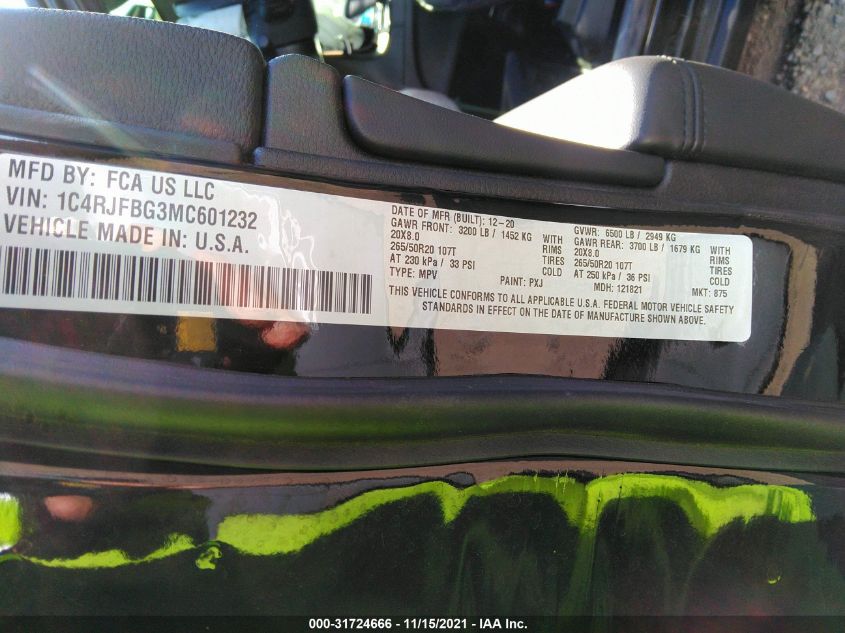 MFD BY: FCA US LLC
VIN: 1C4RJFBG3MC601232
VEHICLE MADE IN: U.S.A.
DATE OF MFR (BUILT): 12-20
GAWR FRONT: 3200 LB / 1452 KG WITH
20X8.0 RIMS
265/50R20 107T TIRES
AT 230 kPa / 33 PSI COLD
TYPE: MPV PAINT: PXJ
GVWR: 6500 LB / 2949 KG
GAWR REAR: 3700 LB / 1679 KG WITH
20X8.0 RIMS
265/50R20 107T TIRES
AT 250 kPa / 36 PSI COLD
MDH: 121821 MKT: 875
THIS VEHICLE CONFORMS TO ALL APPLICABLE U.S.A. FEDERAL MOTOR VEHICLE SAFETY
STANDARDS IN EFFECT ON THE DATE OF MANUFACTURE SHOWN ABOVE.
000-31724666 - 11/15/2021 - IAA Inc.